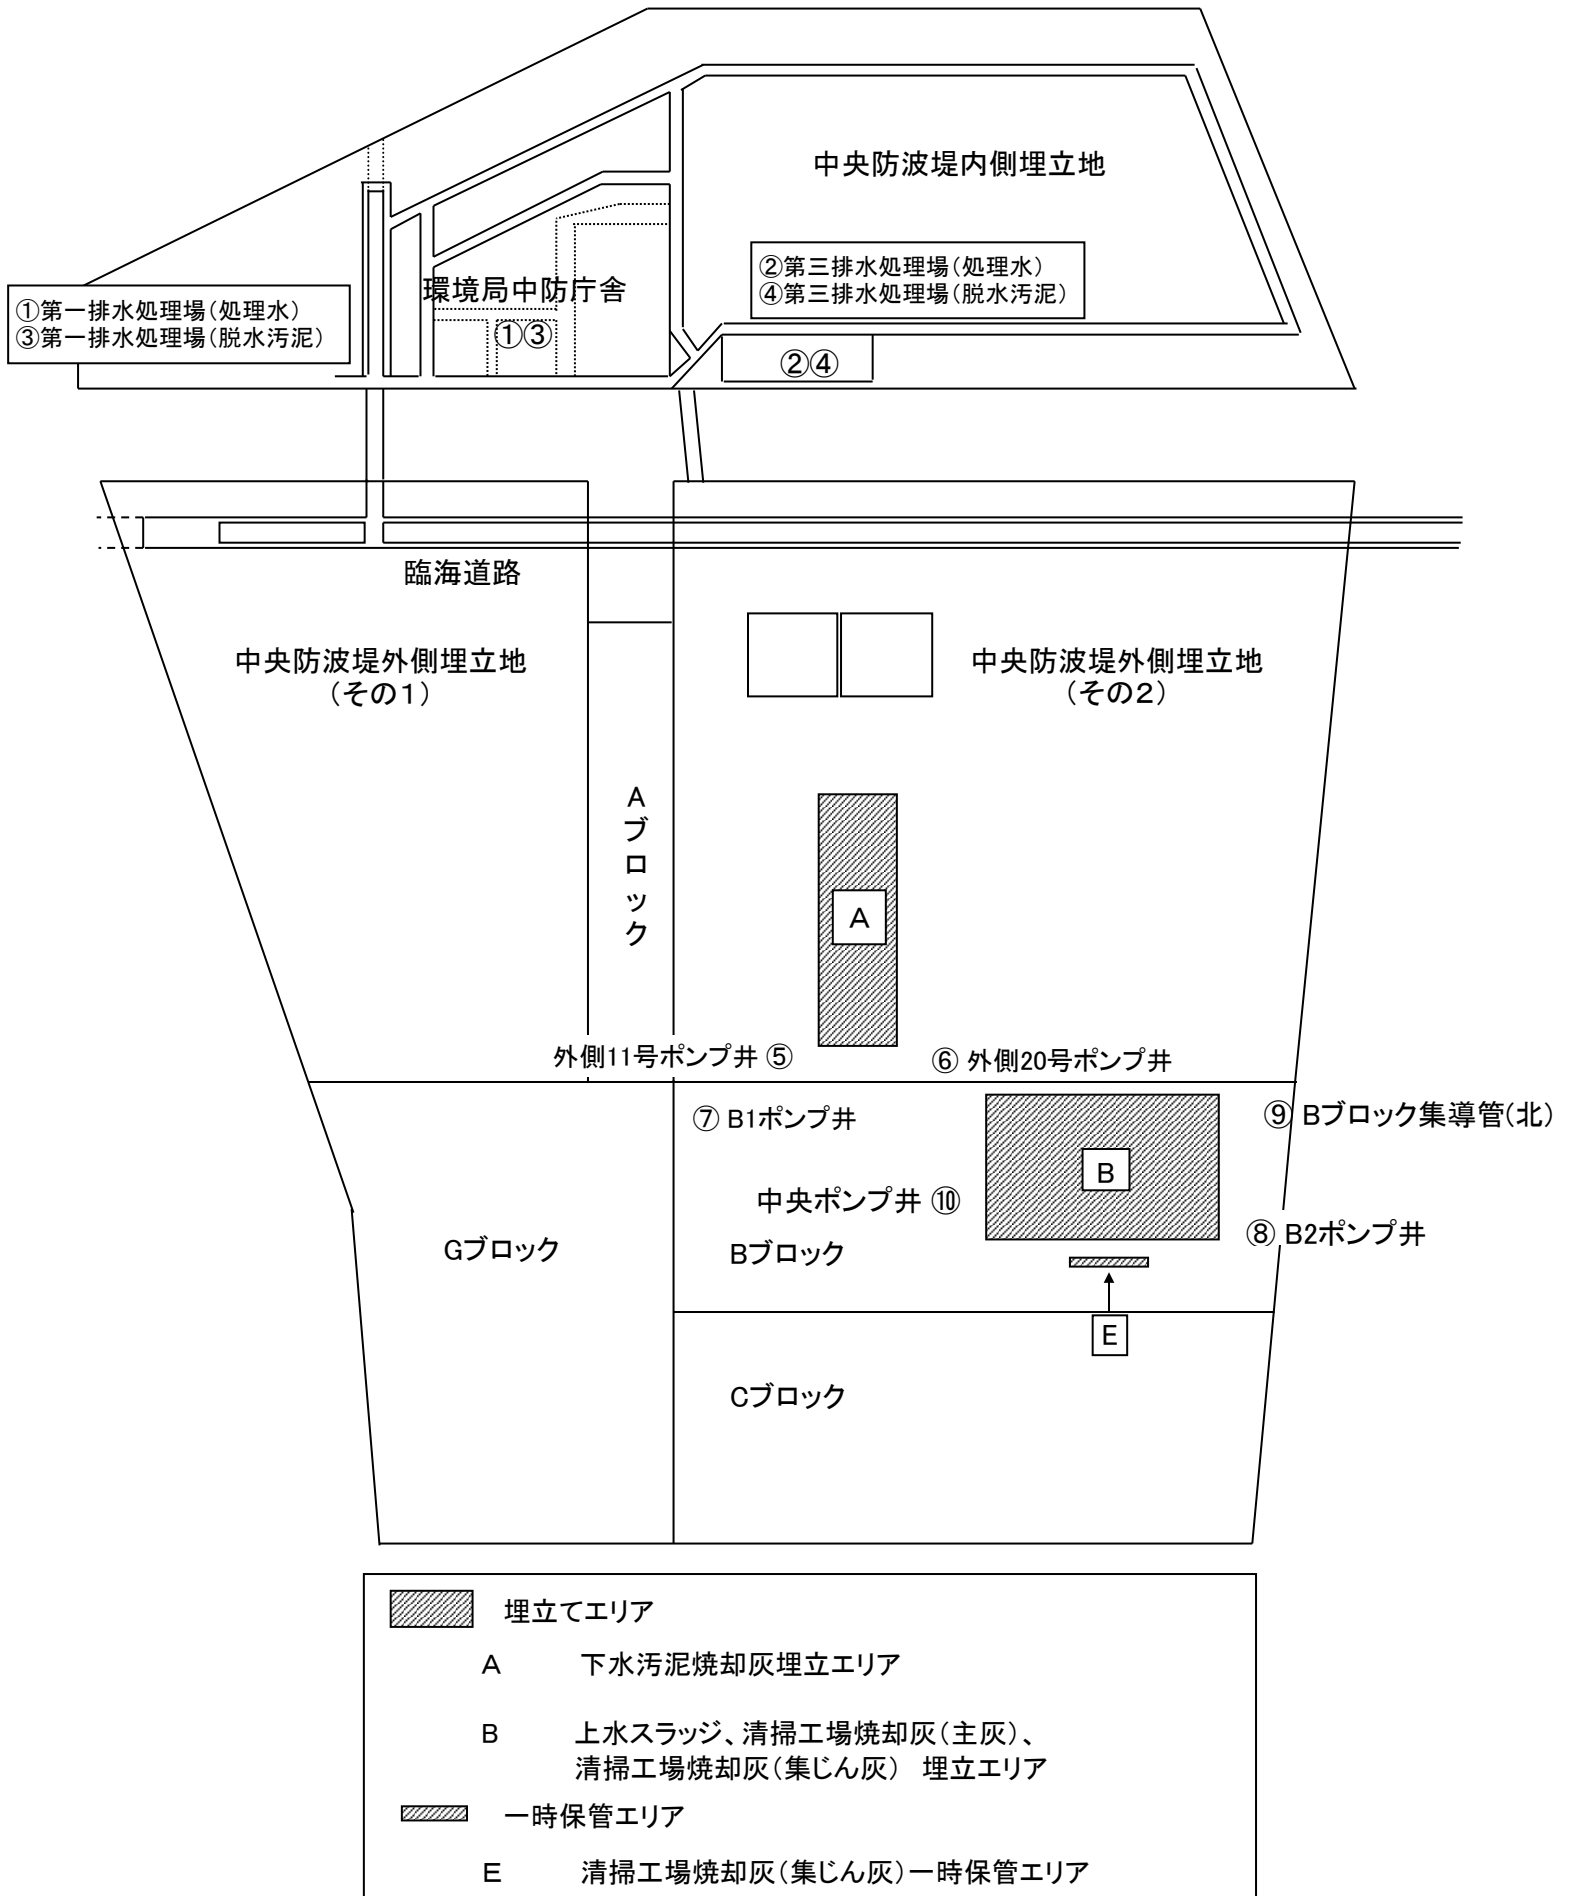 中央防波堤内側埋立地
②第三排水処理場（処理水）
④第三排水処理場（脱水汚泥）
環境局中防庁舎
①第一排水処理場（処理水）
③第一排水処理場（脱水汚泥）
①③
②④
臨海道路
中央防波堤外側埋立地
（その１）
中央防波堤外側埋立地
（その２）
Aブロック
A
外側11号ポンプ井 ⑤
⑥ 外側20号ポンプ井
⑦ B1ポンプ井
⑨ Bブロック集導管(北)
B
中央ポンプ井 ⑩
⑧ B2ポンプ井
Gブロック
Bブロック
E
Cブロック
埋立てエリア
A 下水汚泥焼却灰埋立エリア
B 上水スラッジ、清掃工場焼却灰（主灰）、
清掃工場焼却灰（集じん灰） 埋立エリア
一時保管エリア
E 清掃工場焼却灰（集じん灰）一時保管エリア